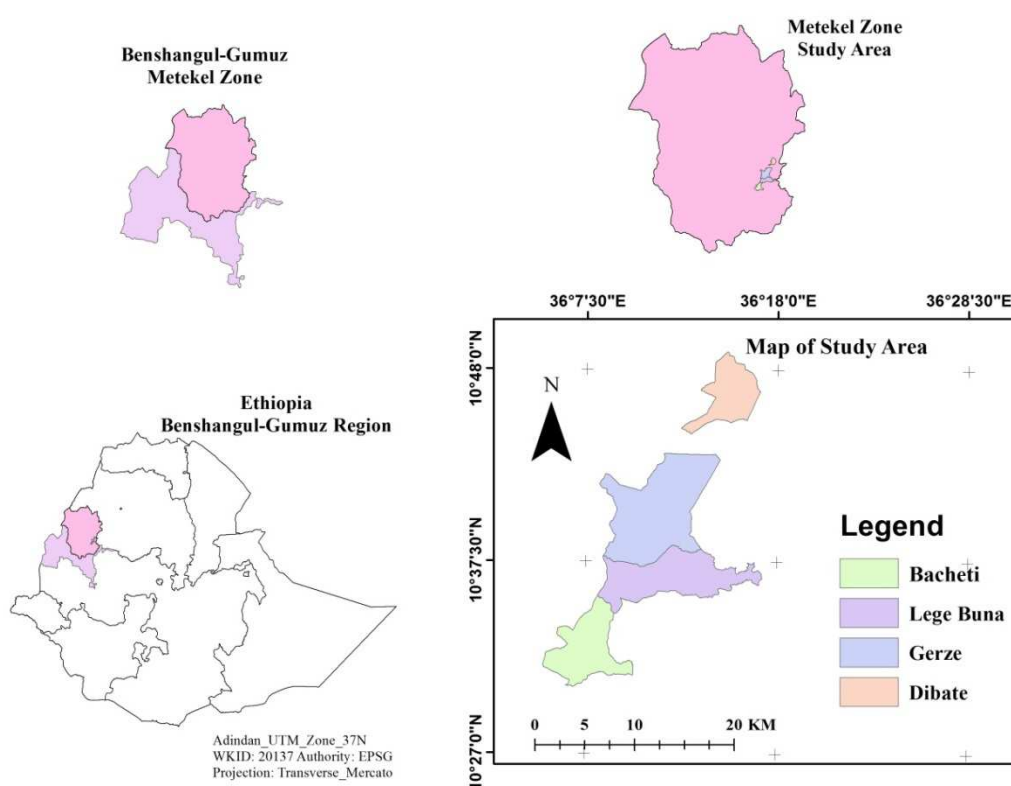 Benshangul-Gumuz
Metekel Zone
Metekel Zone
Study Area
Ethiopia
Benshangul-Gumuz Region
Adindan_UTM_Zone_37N
WKID: 20137 Authority: EPSG
Projection: Transverse_Mercato
36°7'30"E 36°18'0"E 36°28'30"E
Map of Study Area
N
10°48'0"N
10°37'30"N
10°27'0"N
Legend
Bacheti
Lege Buna
Gerze
Dibate
0 5 10 20 KM